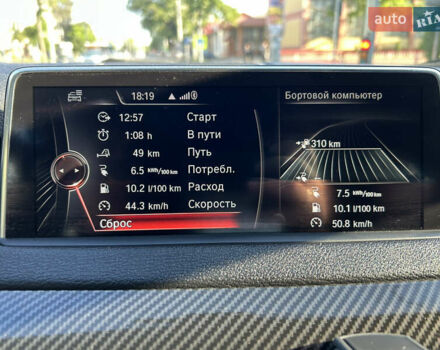 auto RIA
18:19
Бортовой компьютер
12:57 Старт
1:08 h В пути
49 km Путь
6.5 kWh/100 km Потребл.
10.2 l/100 km Расход
44.3 km/h Скорость
Сброс
310 km
7.5 kWh/100 km
10.1 l/100 km
50.8 km/h